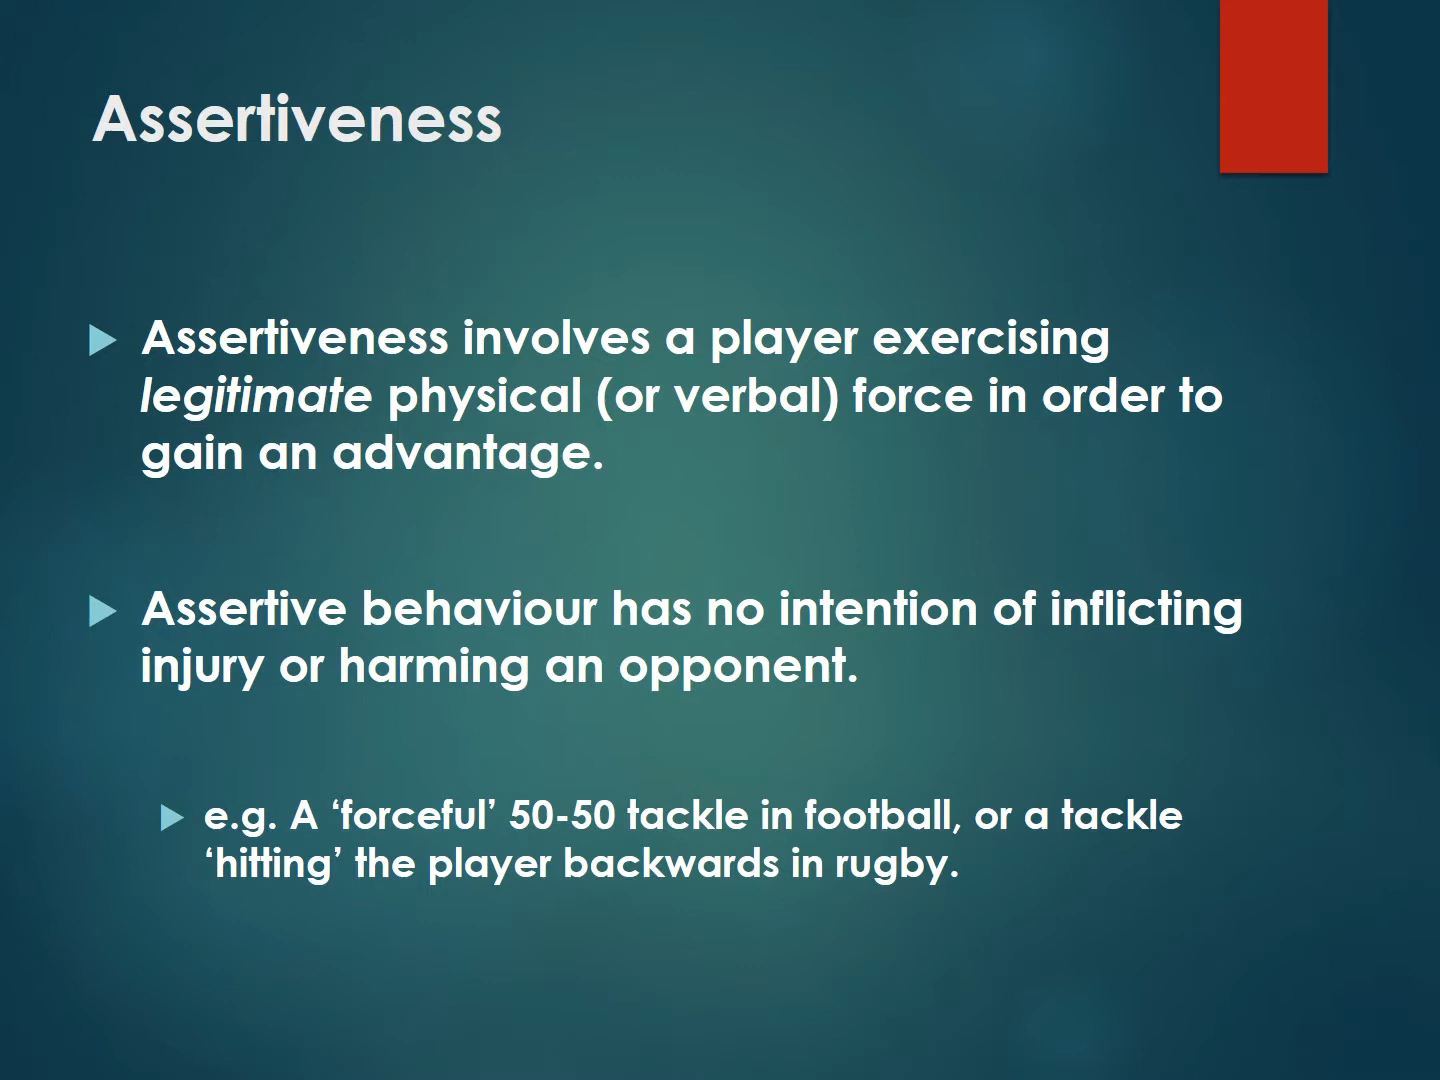 Assertiveness
Assertiveness involves a player exercising
legitimate physical (or verbal) force in order to
gain an advantage.
Assertive behaviour has no intention of inflicting
injury or harming an opponent.
e.g. A ‘forceful’ 50-50 tackle in football, or a tackle
‘hitting’ the player backwards in rugby.